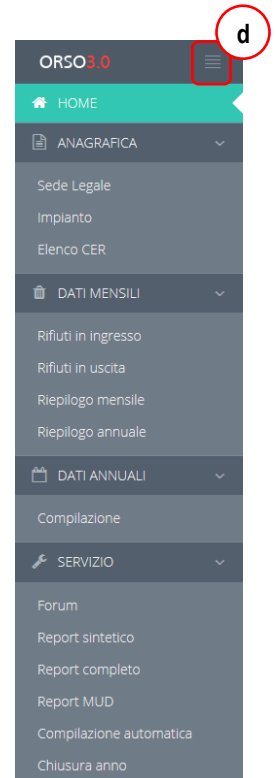 d
ORSO3.0
HOME
ANAGRAFICA
Sede Legale
Impianto
Elenco CER
DATI MENSILI
Rifiuti in ingresso
Rifiuti in uscita
Riepilogo mensile
Riepilogo annuale
DATI ANNUALI
Compilazione
SERVIZIO
Forum
Report sintetico
Report completo
Report MUD
Compilazione automatica
Chiusura anno